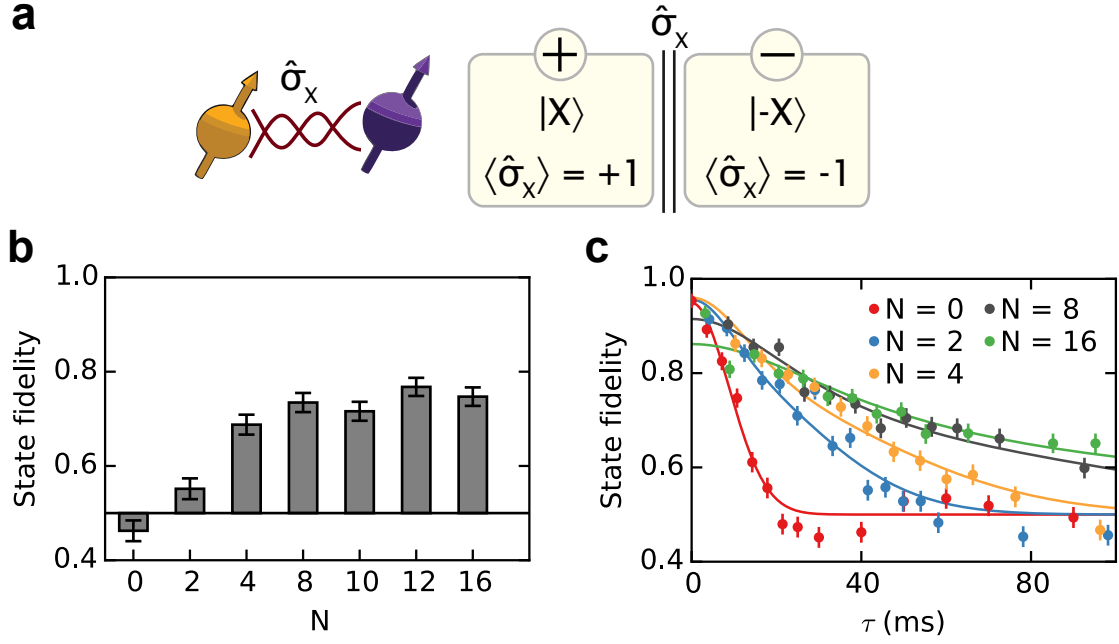 a
σ̂x
+
σ̂x
−
|X⟩
|-X⟩
⟨σ̂x⟩ = +1
⟨σ̂x⟩ = -1
b
State fidelity
1.0
0.8
0.6
0.4
0 2 4 8 10 12 16
N
c
State fidelity
1.0
0.8
0.6
0.4
N = 0
N = 2
N = 4
N = 8
N = 16
0 40 80
τ (ms)